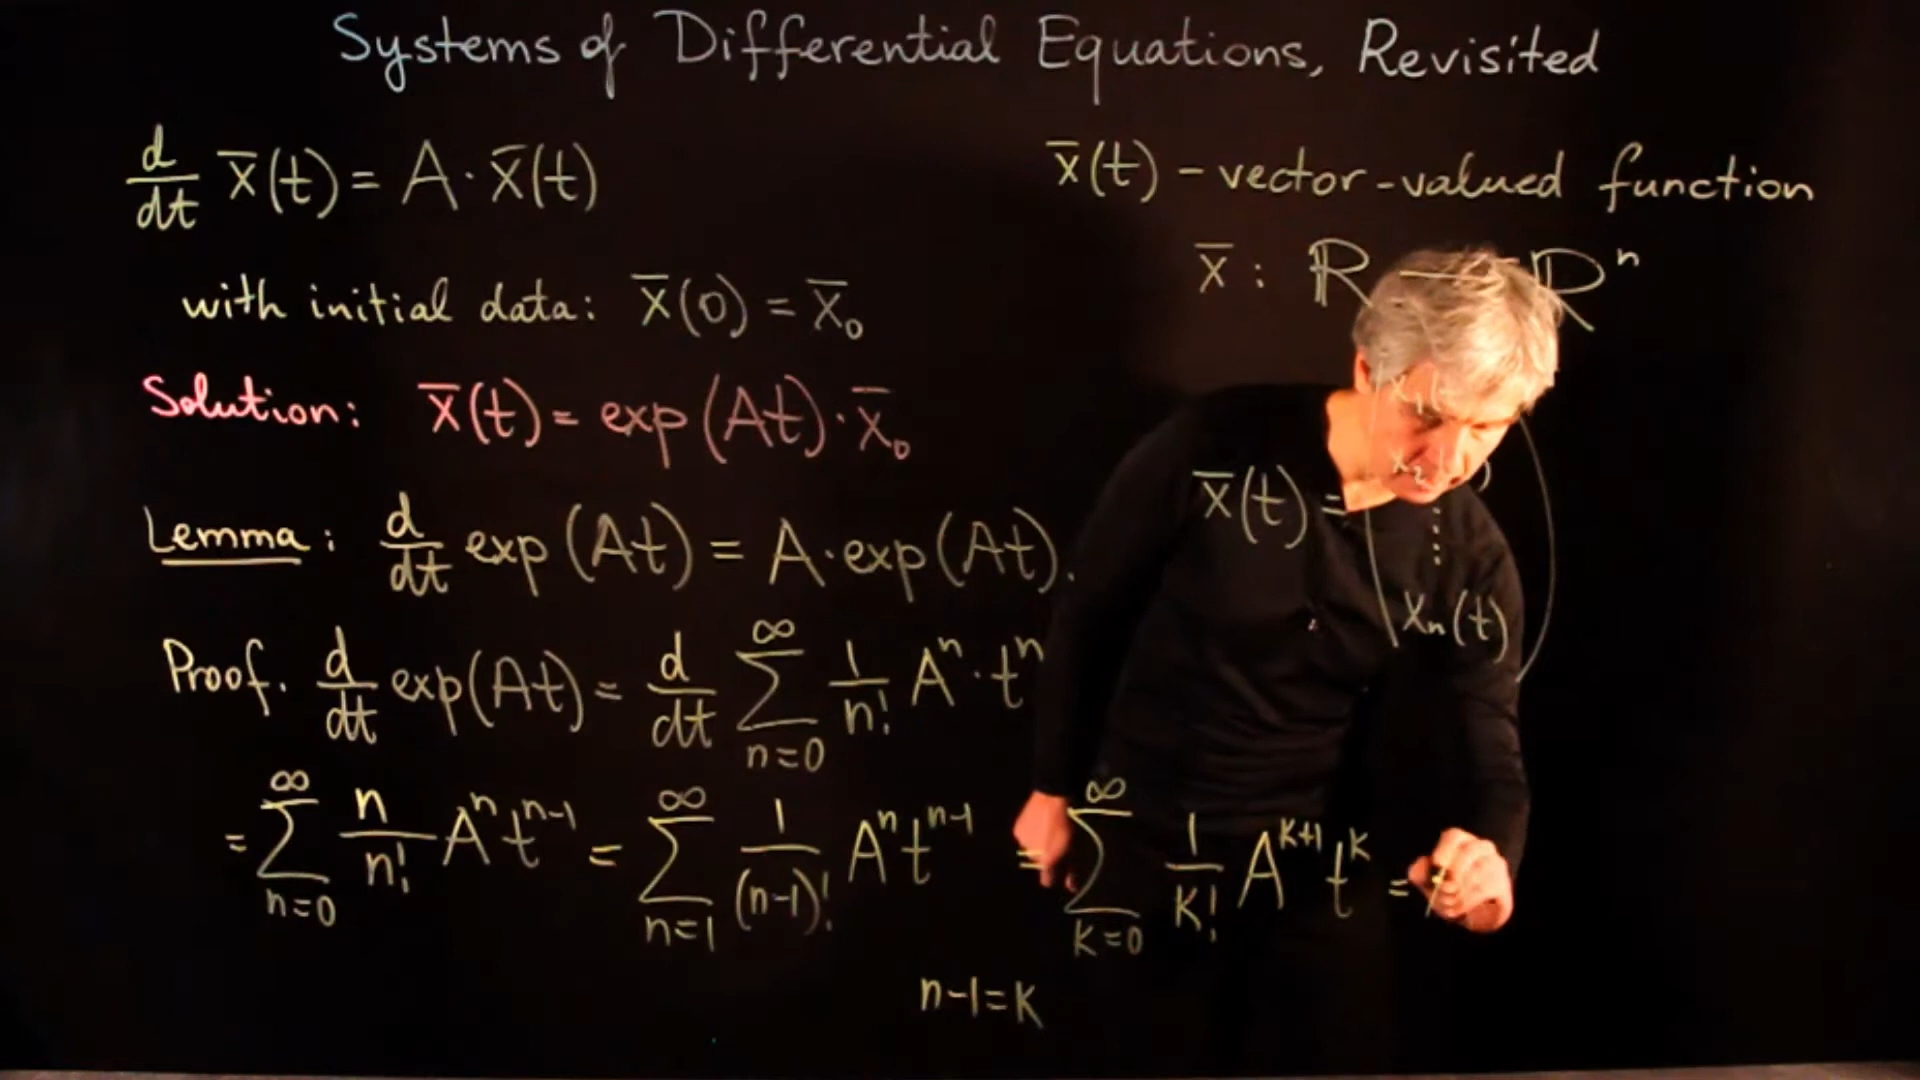 Systems of Differential Equations, Revisited
d/dt x̄(t) = A · x̄(t)
x̄(t) – vector-valued function
x̄ : ℝ → ℝⁿ
with initial data: x̄(0) = x̄₀
Solution: x̄(t) = exp(At) · x̄₀
x̄(t) =
x₂
⋮
xₙ(t)
Lemma: d/dt exp(At) = A · exp(At).
Proof. d/dt exp(At) = d/dt ∑_{n=0}^{∞} 1/n! Aⁿ · tⁿ
= ∑_{n=0}^{∞} n/n! Aⁿ tⁿ⁻¹ = ∑_{n=1}^{∞} 1/(n-1)! Aⁿ tⁿ⁻¹ = ∑_{k=0}^{∞} 1/k! Aᵏ⁺¹ tᵏ =
n-1=k